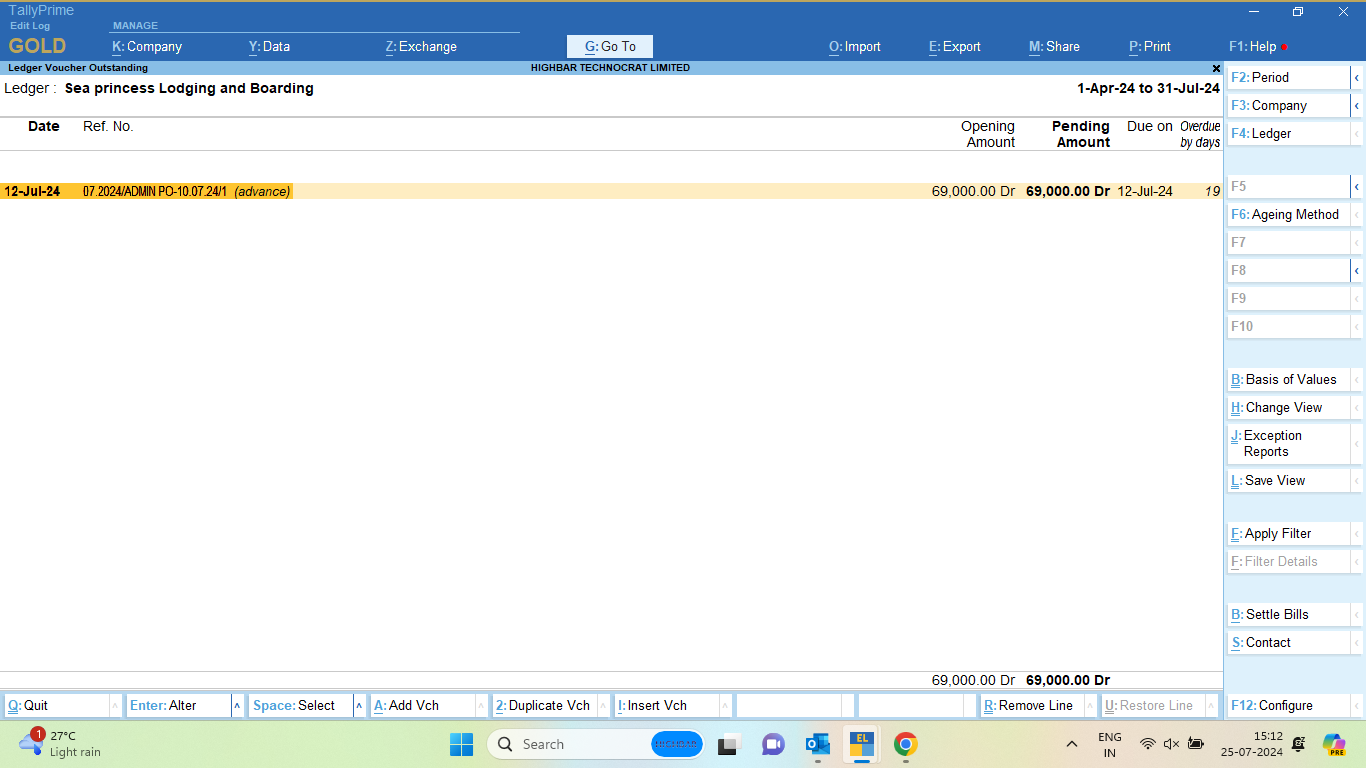 TallyPrime
Edit Log
MANAGE
GOLD K: Company Y: Data Z: Exchange G: Go To O: Import E: Export M: Share P: Print F1: Help
Ledger Voucher Outstanding HIGHBAR TECHNOCRAT LIMITED
Ledger : Sea princess Lodging and Boarding 1-Apr-24 to 31-Jul-24
Date Ref. No. Opening Pending Due on Overdue
Amount Amount by days
12-Jul-24 07.2024/ADMIN PO-10.07.24/1 (advance) 69,000.00 Dr 69,000.00 Dr 12-Jul-24 19
69,000.00 Dr 69,000.00 Dr
F2: Period
F3: Company
F4: Ledger
F5
F6: Ageing Method
F7
F8
F9
F10
B: Basis of Values
H: Change View
J: Exception
Reports
L: Save View
F: Apply Filter
F: Filter Details
B: Settle Bills
S: Contact
Q: Quit Enter: Alter Space: Select A: Add Vch 2: Duplicate Vch I: Insert Vch R: Remove Line U: Restore Line F12: Configure
1 27°C
Light rain
Search
EL
ENG
IN
15:12
25-07-2024
PRE